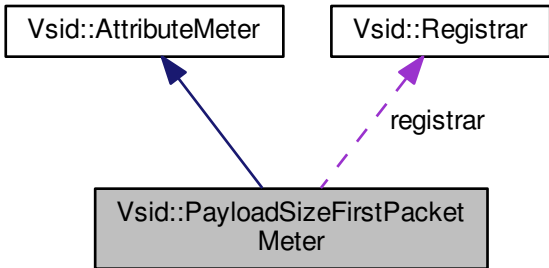 Vsid::AttributeMeter
Vsid::Registrar
registrar
Vsid::PayloadSizeFirstPacket
Meter